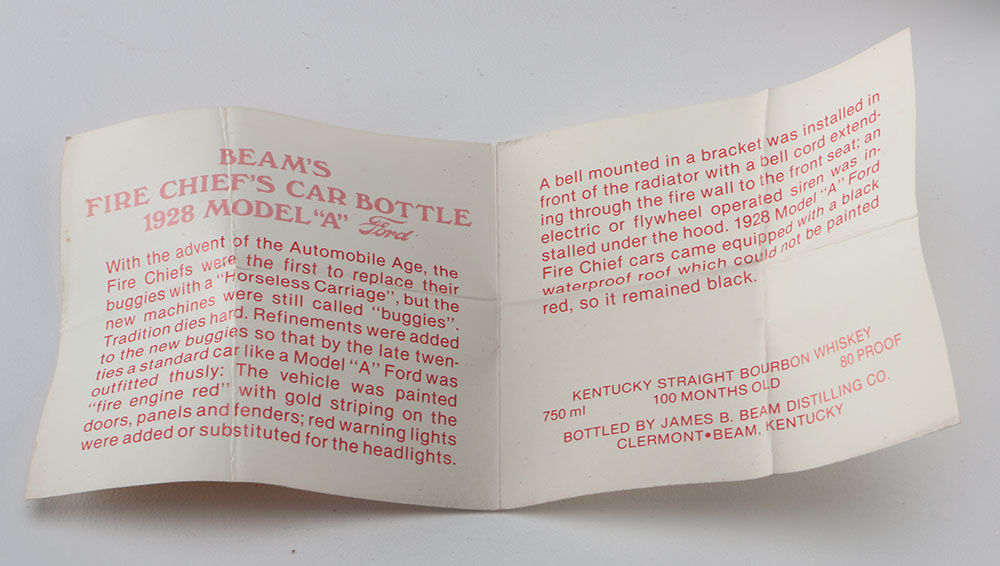 BEAM'S
FIRE CHIEF'S CAR BOTTLE
1928 MODEL "A" Ford
With the advent of the Automobile Age, the
Fire Chiefs were the first to replace their
buggies with a "Horseless Carriage", but the
new machines were still called "buggies".
Tradition dies hard. Refinements were added
to the new buggies so that by the late twen-
ties a standard car like a Model "A" Ford was
outfitted thusly: The vehicle was painted
"fire engine red" with gold striping on the
doors, panels and fenders; red warning lights
were added or substituted for the headlights.
A bell mounted in a bracket was installed in
front of the radiator with a bell cord extend-
ing through the fire wall to the front seat; an
electric or flywheel operated siren was in-
stalled under the hood. 1928 Model "A" Ford
Fire Chief cars came equipped with a black
waterproof roof which could not be painted
red, so it remained black.
KENTUCKY STRAIGHT BOURBON WHISKEY
750 ml 100 MONTHS OLD 80 PROOF
BOTTLED BY JAMES B. BEAM DISTILLING CO.
CLERMONT•BEAM, KENTUCKY